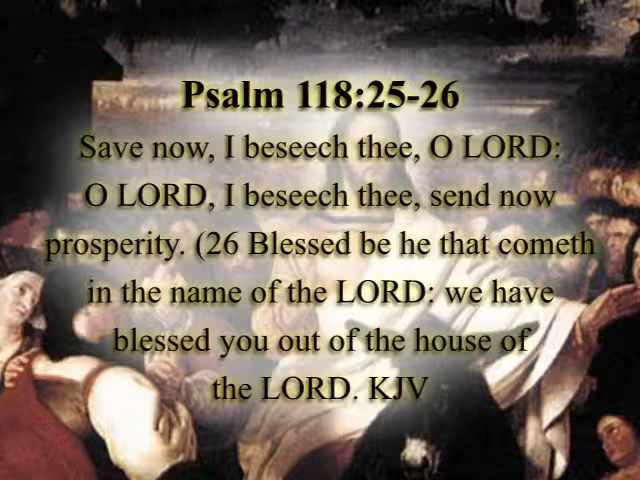 Psalm 118:25-26
Save now, I beseech thee, O LORD:
O LORD, I beseech thee, send now
prosperity. (26 Blessed be he that cometh
in the name of the LORD: we have
blessed you out of the house of
the LORD. KJV